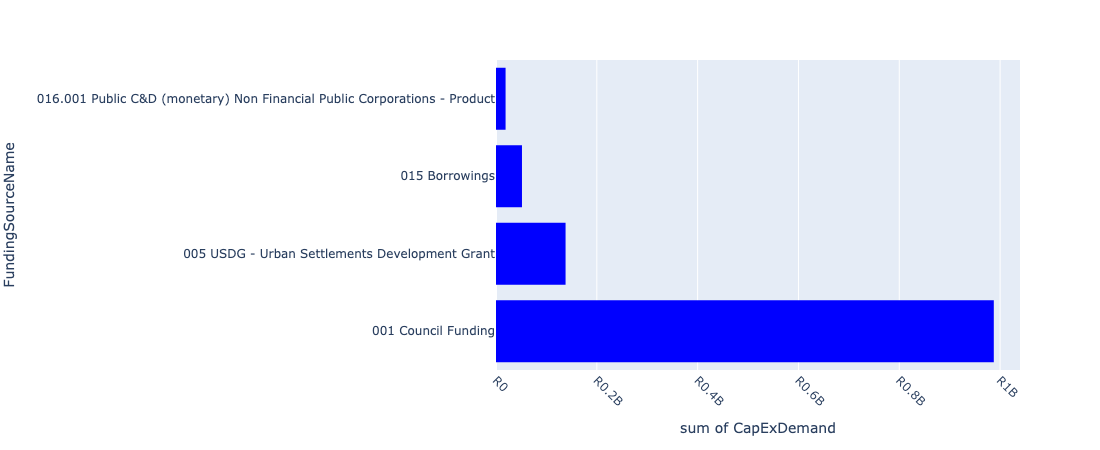 FundingSourceName
016.001 Public C&D (monetary) Non Financial Public Corporations - Product
015 Borrowings
005 USDG - Urban Settlements Development Grant
001 Council Funding
R0
R0.2B
R0.4B
R0.6B
R0.8B
R1B
sum of CapExDemand